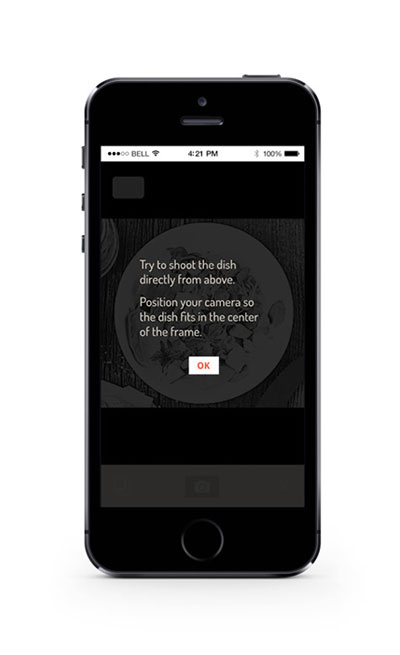 BELL 4:21 PM 100%
Try to shoot the dish
directly from above.
Position your camera so
the dish fits in the center
of the frame.
OK